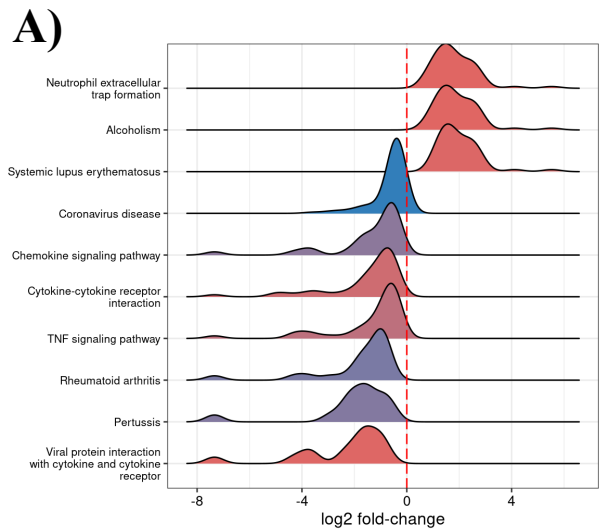 A)
Neutrophil extracellular
trap formation
Alcoholism
Systemic lupus erythematosus
Coronavirus disease
Chemokine signaling pathway
Cytokine-cytokine receptor
interaction
TNF signaling pathway
Rheumatoid arthritis
Pertussis
Viral protein interaction
with cytokine and cytokine
receptor
-8 -4 0 4
log2 fold-change